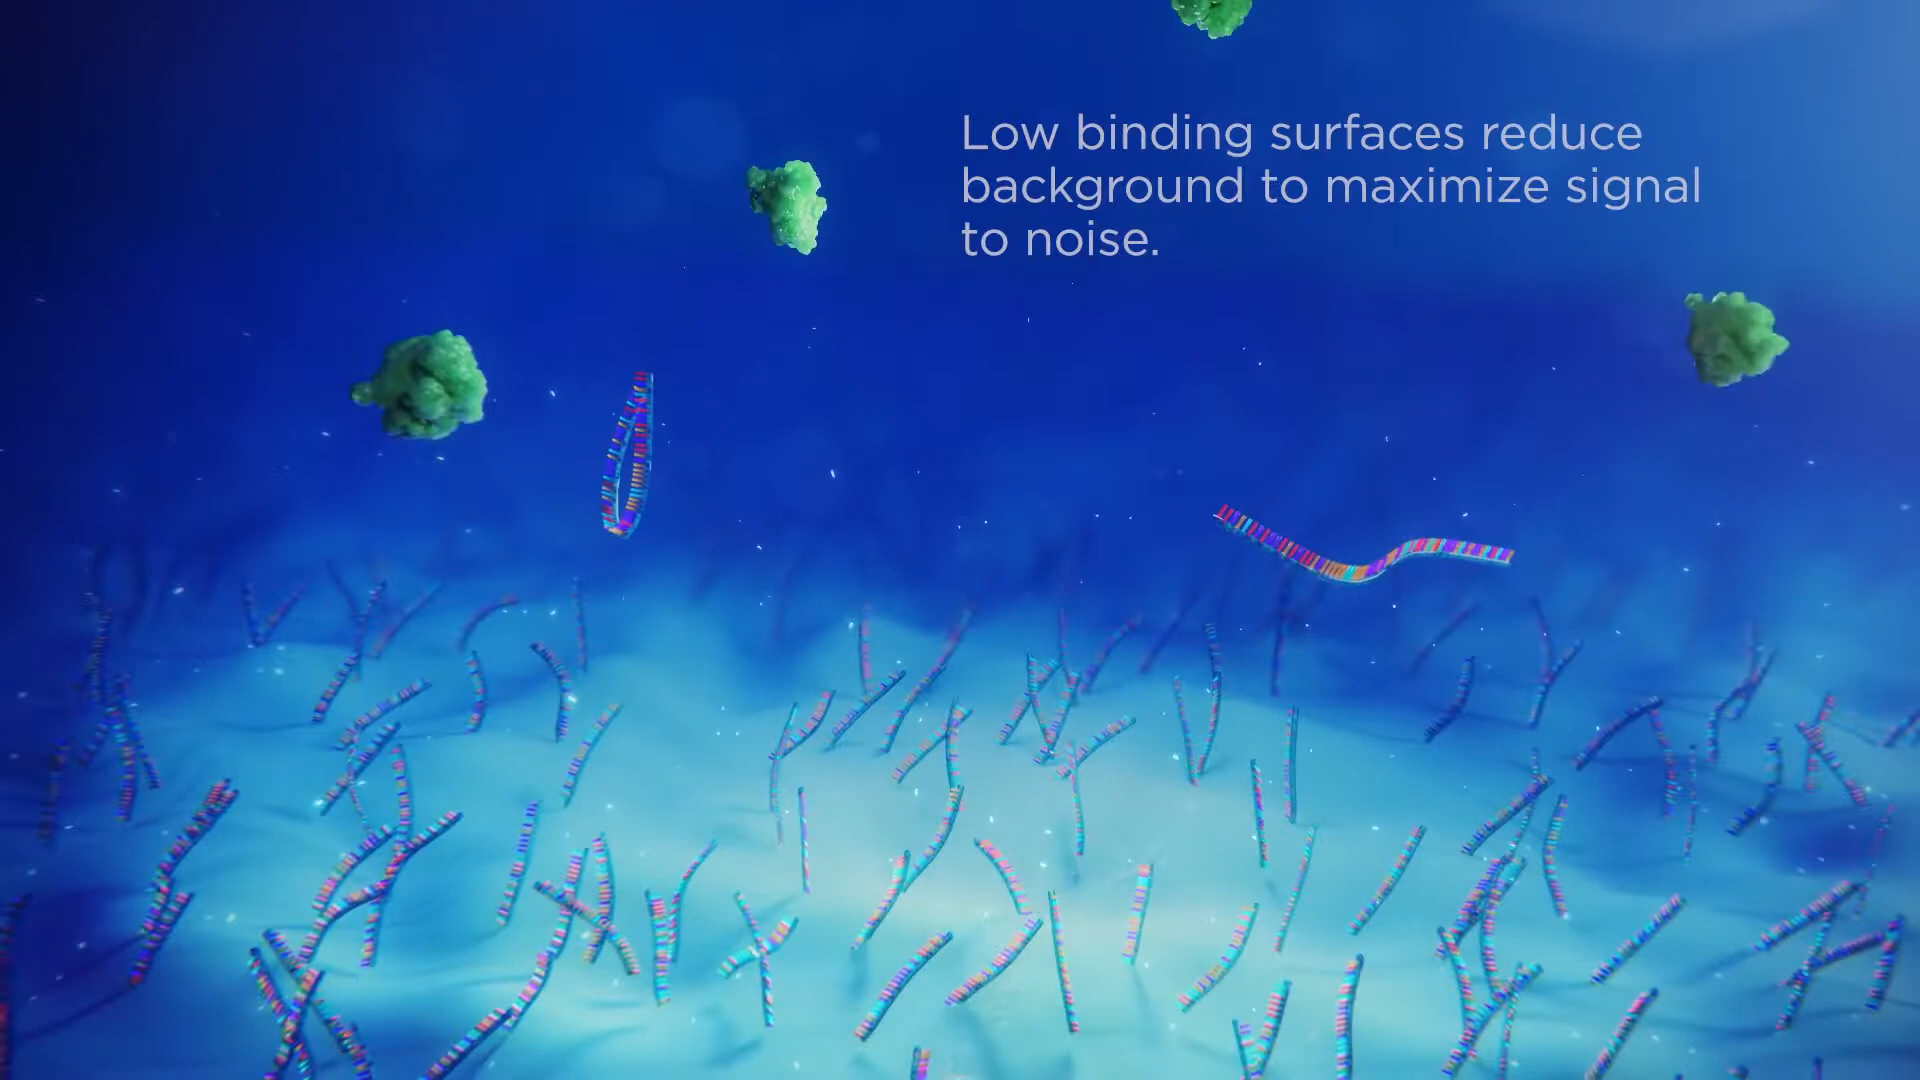 Low binding surfaces reduce
background to maximize signal
to noise.